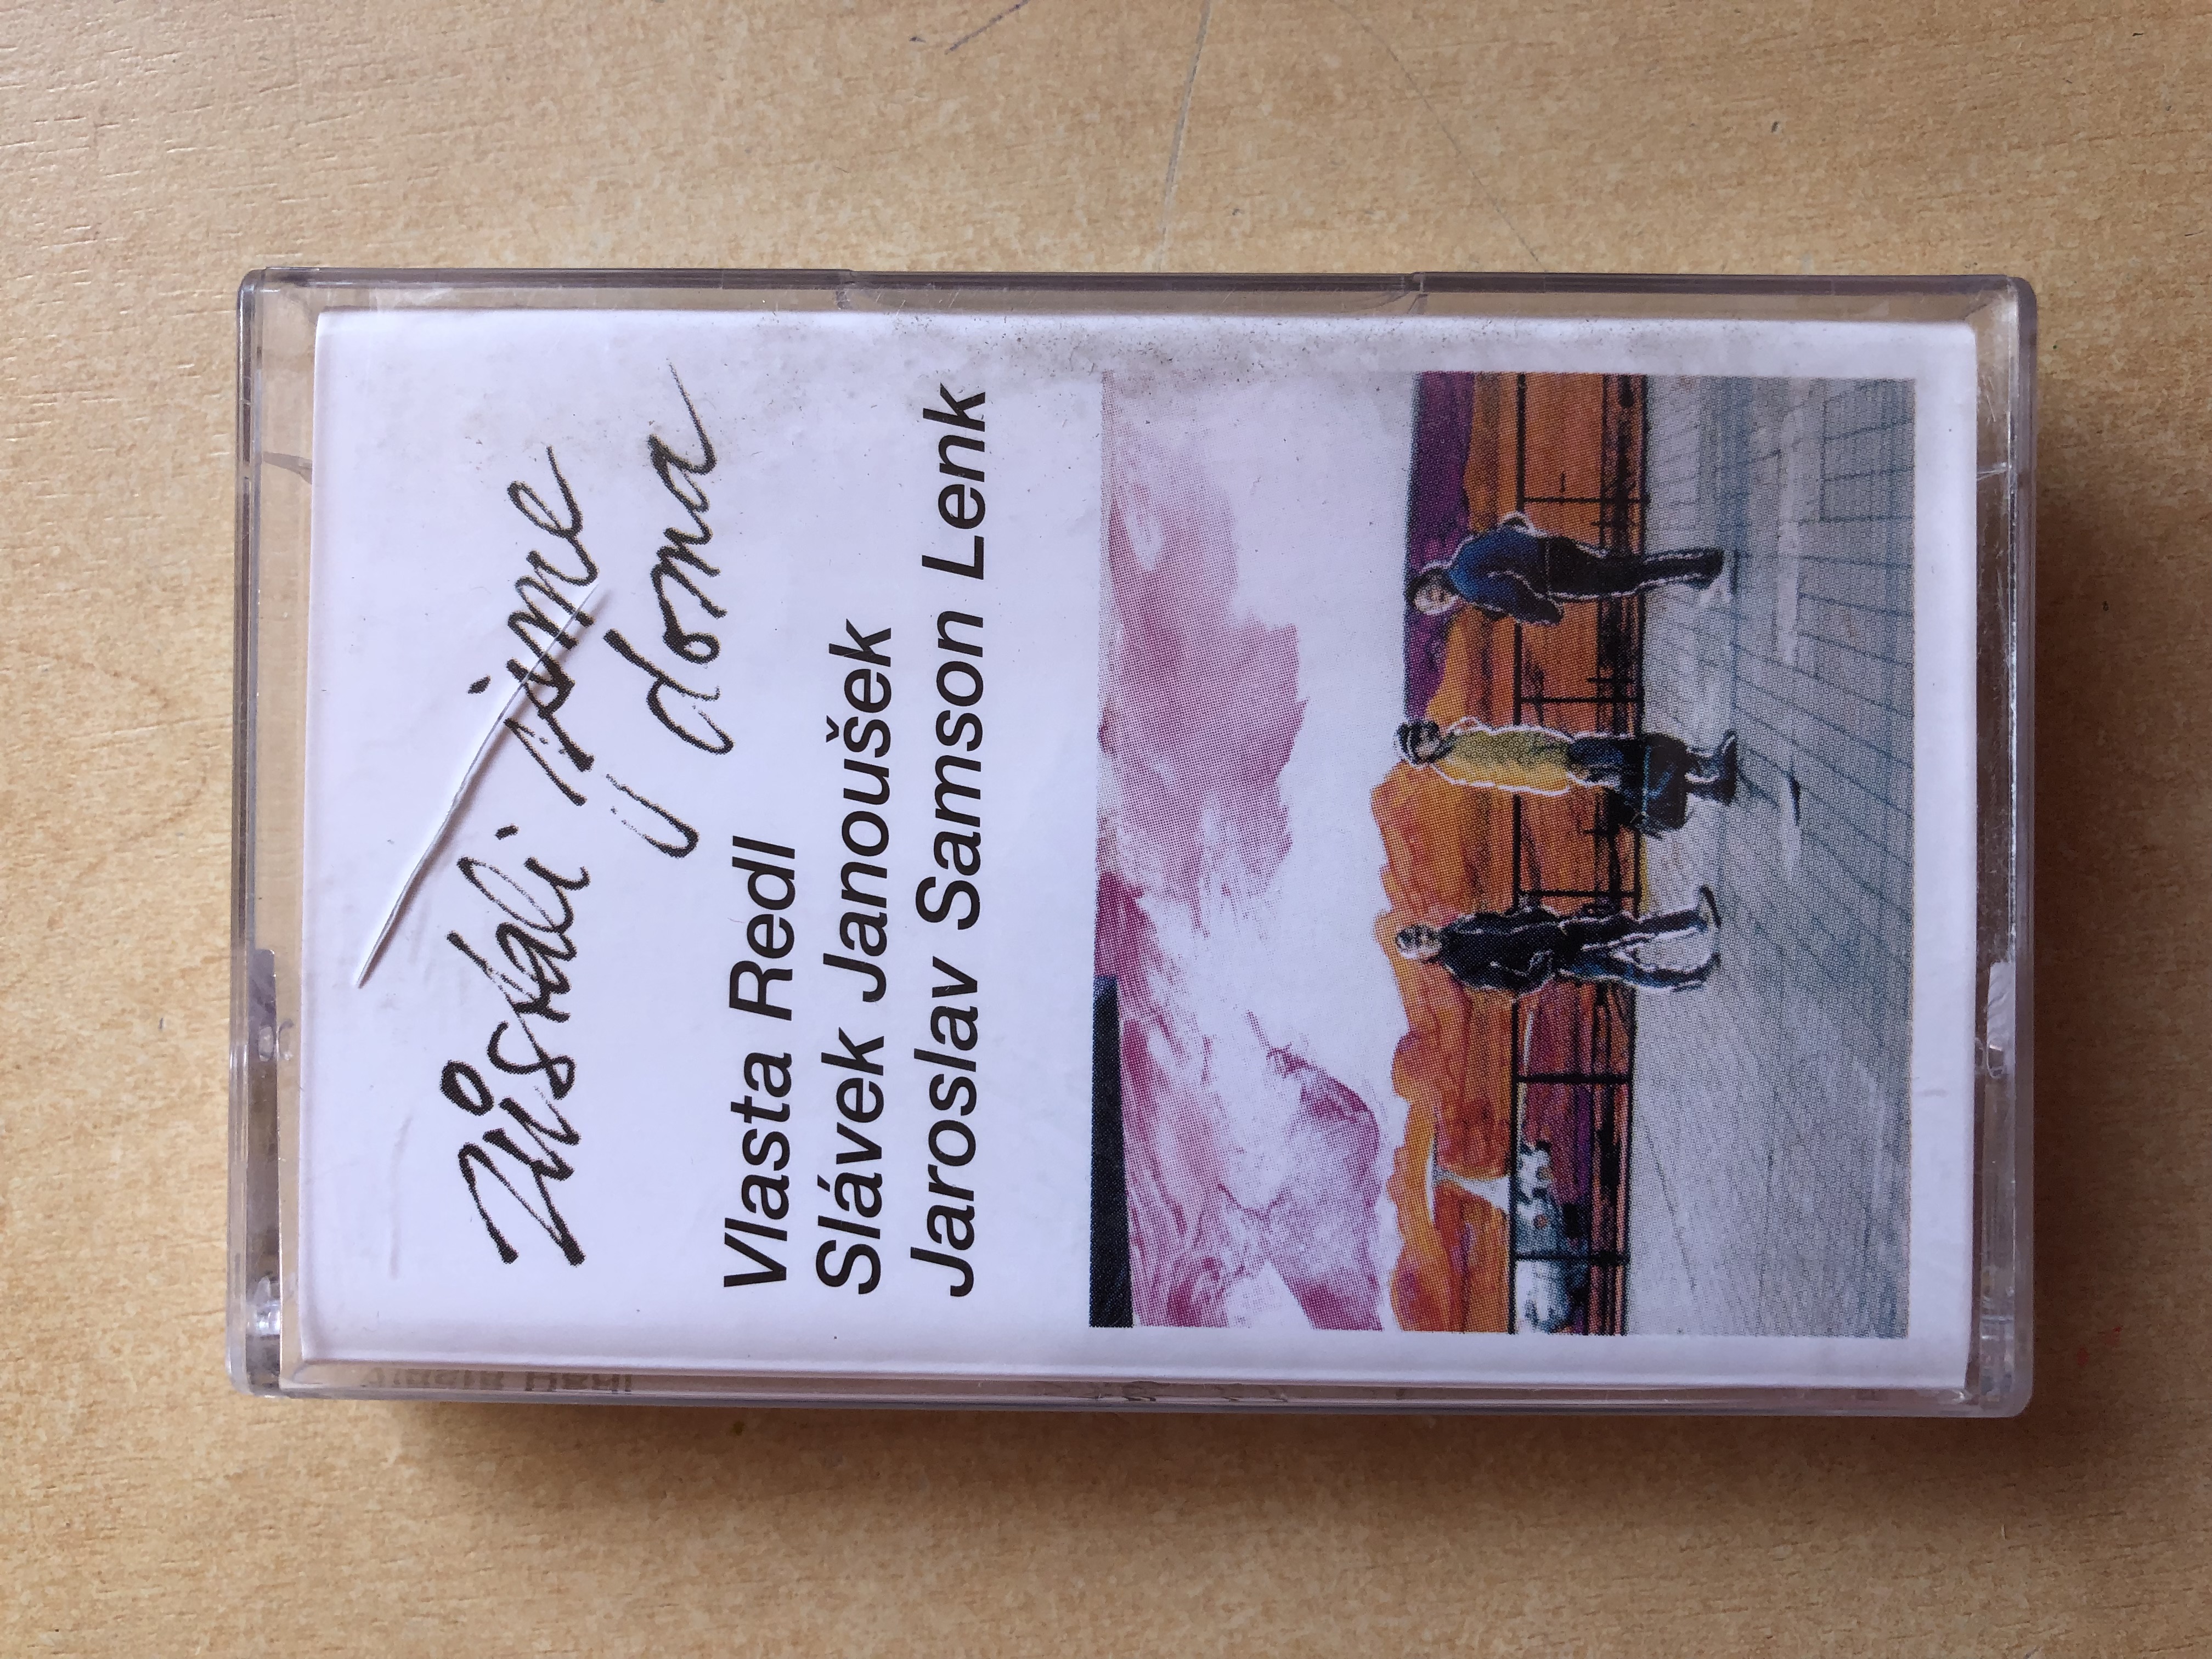 Zůstali jsme
doma
Vlasta Redl
Slávek Janoušek
Jaroslav Samson Lenk